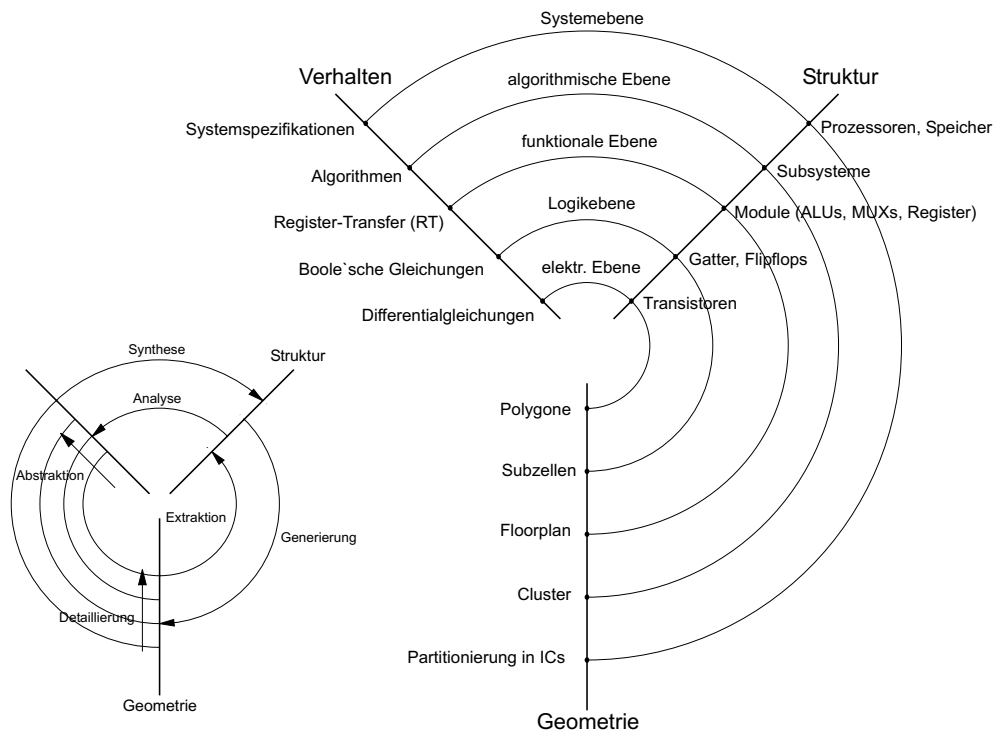 Systemebene
Verhalten
algorithmische Ebene
Struktur
Systemspezifikationen
Prozessoren, Speicher
funktionale Ebene
Algorithmen
Subsysteme
Logikebene
Register-Transfer (RT)
Module (ALUs, MUXs, Register)
Boole`sche Gleichungen
elektr. Ebene
Gatter, Flipflops
Differentialgleichungen
Transistoren
Polygone
Subzellen
Floorplan
Cluster
Partitionierung in ICs
Geometrie
Synthese
Struktur
Analyse
Abstraktion
Extraktion
Generierung
Detaillierung
Geometrie